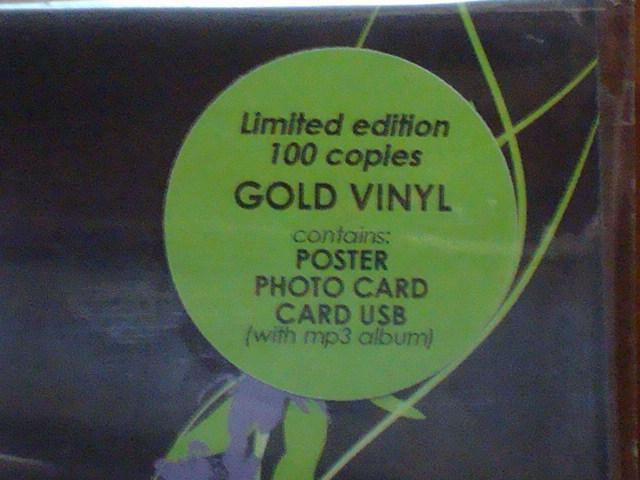 Limited edition
100 copies
GOLD VINYL
contains:
POSTER
PHOTO CARD
CARD USB
(with mp3 album)